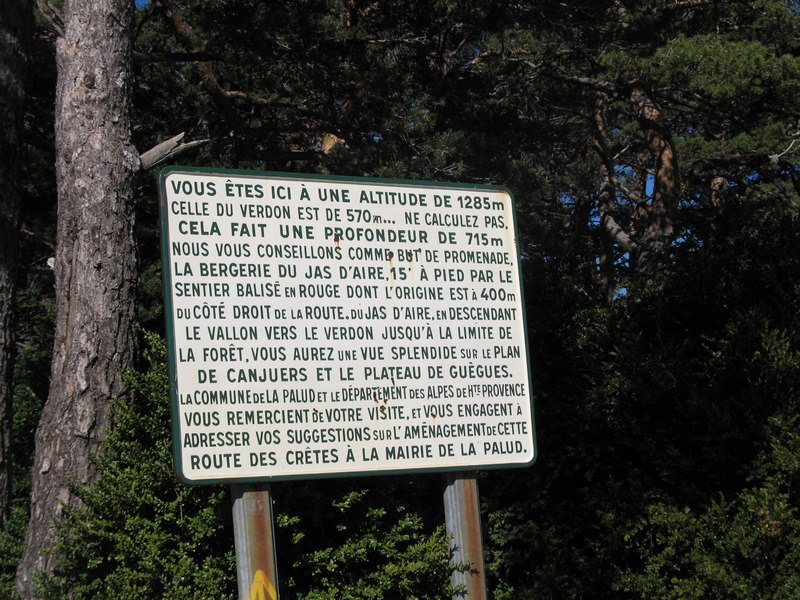 VOUS ÊTES ICI À UNE ALTITUDE DE 1285m
CELLE DU VERDON EST DE 570m... NE CALCULEZ PAS,
CELA FAIT UNE PROFONDEUR DE 715m
NOUS VOUS CONSEILLONS COMME BUT DE PROMENADE,
LA BERGERIE DU JAS D'AIRE, 15' À PIED PAR LE
SENTIER BALISÉ EN ROUGE DONT L'ORIGINE EST À 400m
DU CÔTÉ DROIT DE LA ROUTE. DU JAS D'AIRE, EN DESCENDANT
LE VALLON VERS LE VERDON JUSQU'À LA LIMITE DE
LA FORÊT, VOUS AUREZ UNE VUE SPLENDIDE SUR LE PLAN
DE CANJUERS ET LE PLATEAU DE GUÈGUES.
LA COMMUNE DE LA PALUD ET LE DÉPARTEMENT DES ALPES DE HTE PROVENCE
VOUS REMERCIENT DE VOTRE VISITE, ET VOUS ENGAGENT À
ADRESSER VOS SUGGESTIONS SUR L'AMÉNAGEMENT DE CETTE
ROUTE DES CRÊTES À LA MAIRIE DE LA PALUD.